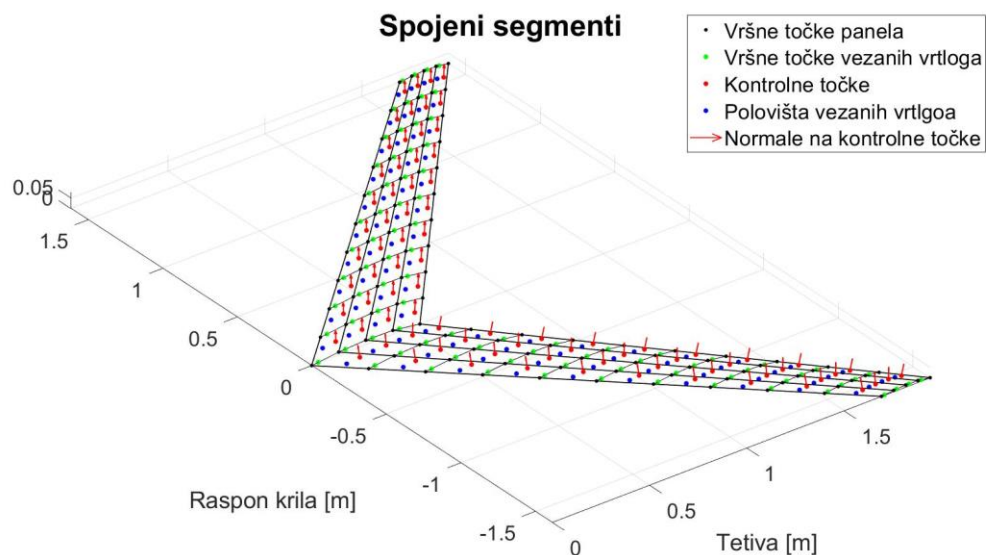 Spojeni segmenti
Vršne točke panela
Vršne točke vezanih vrtloga
Kontrolne točke
Polovišta vezanih vrtlgoa
Normale na kontrolne točke
0.05
0
1.5
1
0.5
0
-0.5
-1
-1.5
Raspon krila [m]
0
0.5
1
1.5
Tetiva [m]